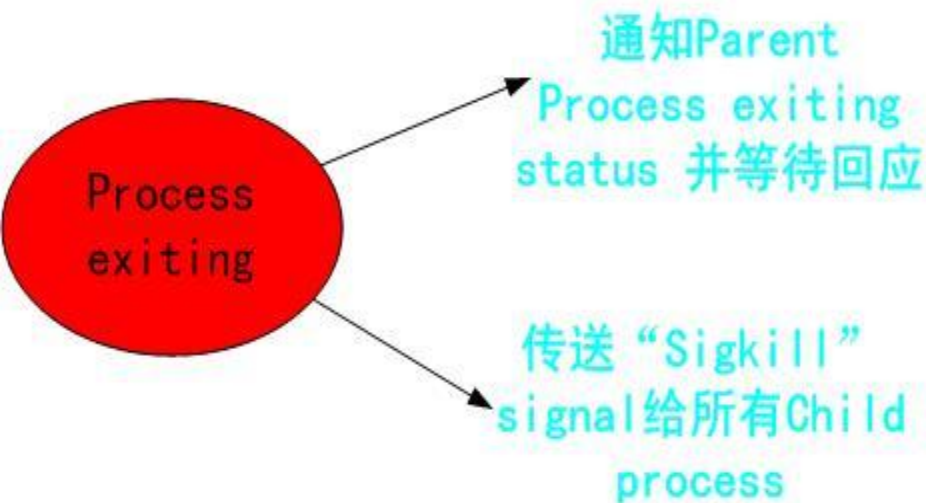 Process
exiting
通知Parent
Process exiting
status 并等待回应
传送“Sigkill”
signal给所有Child
process